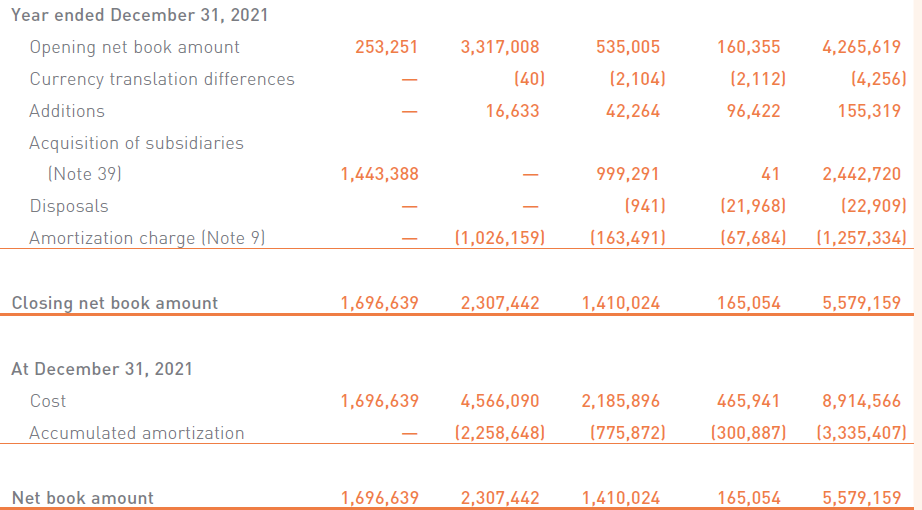 Year ended December 31, 2021
Opening net book amount 253,251 3,317,008 535,005 160,355 4,265,619
Currency translation differences — (40) (2,104) (2,112) (4,256)
Additions — 16,633 42,264 96,422 155,319
Acquisition of subsidiaries
(Note 39) 1,443,388 — 999,291 41 2,442,720
Disposals — — (941) (21,968) (22,909)
Amortization charge (Note 9) — (1,026,159) (163,491) (67,684) (1,257,334)
Closing net book amount 1,696,639 2,307,442 1,410,024 165,054 5,579,159
At December 31, 2021
Cost 1,696,639 4,566,090 2,185,896 465,941 8,914,566
Accumulated amortization — (2,258,648) (775,872) (300,887) (3,335,407)
Net book amount 1,696,639 2,307,442 1,410,024 165,054 5,579,159